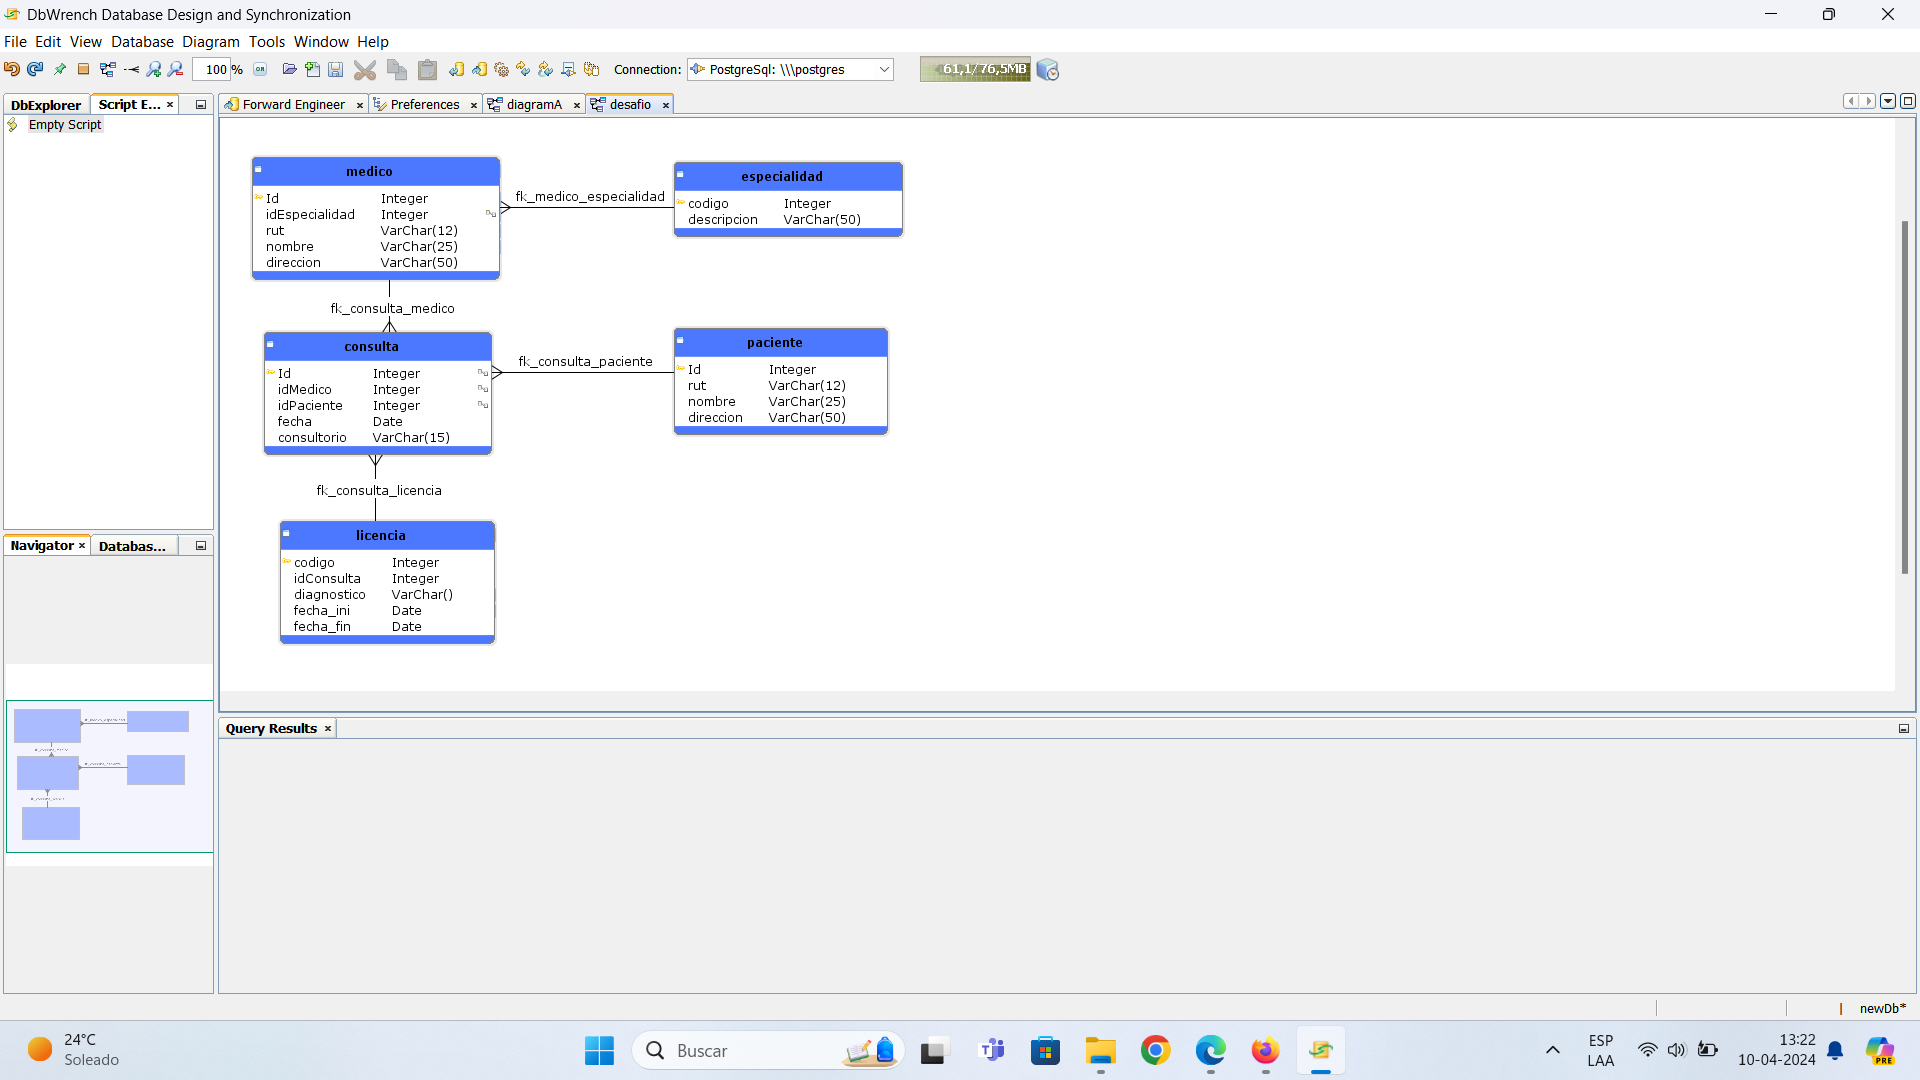 DbWrench Database Design and Synchronization
File Edit View Database Diagram Tools Window Help
100 % Connection: PostgreSql: \\\postgres 61,1/76,5MB
DbExplorer Script E... ×
Empty Script
Forward Engineer × Preferences × diagramA × desafio ×
medico
Id Integer
idEspecialidad Integer
rut VarChar(12)
nombre VarChar(25)
direccion VarChar(50)
fk_medico_especialidad
especialidad
codigo Integer
descripcion VarChar(50)
fk_consulta_medico
consulta
Id Integer
idMedico Integer
idPaciente Integer
fecha Date
consultorio VarChar(15)
fk_consulta_paciente
paciente
Id Integer
rut VarChar(12)
nombre VarChar(25)
direccion VarChar(50)
fk_consulta_licencia
licencia
codigo Integer
idConsulta Integer
diagnostico VarChar()
fecha_ini Date
fecha_fin Date
Navigator × Databas...
Query Results ×
newDb*
24°C
Soleado
Buscar
PRE
ESP
LAA
13:22
10-04-2024